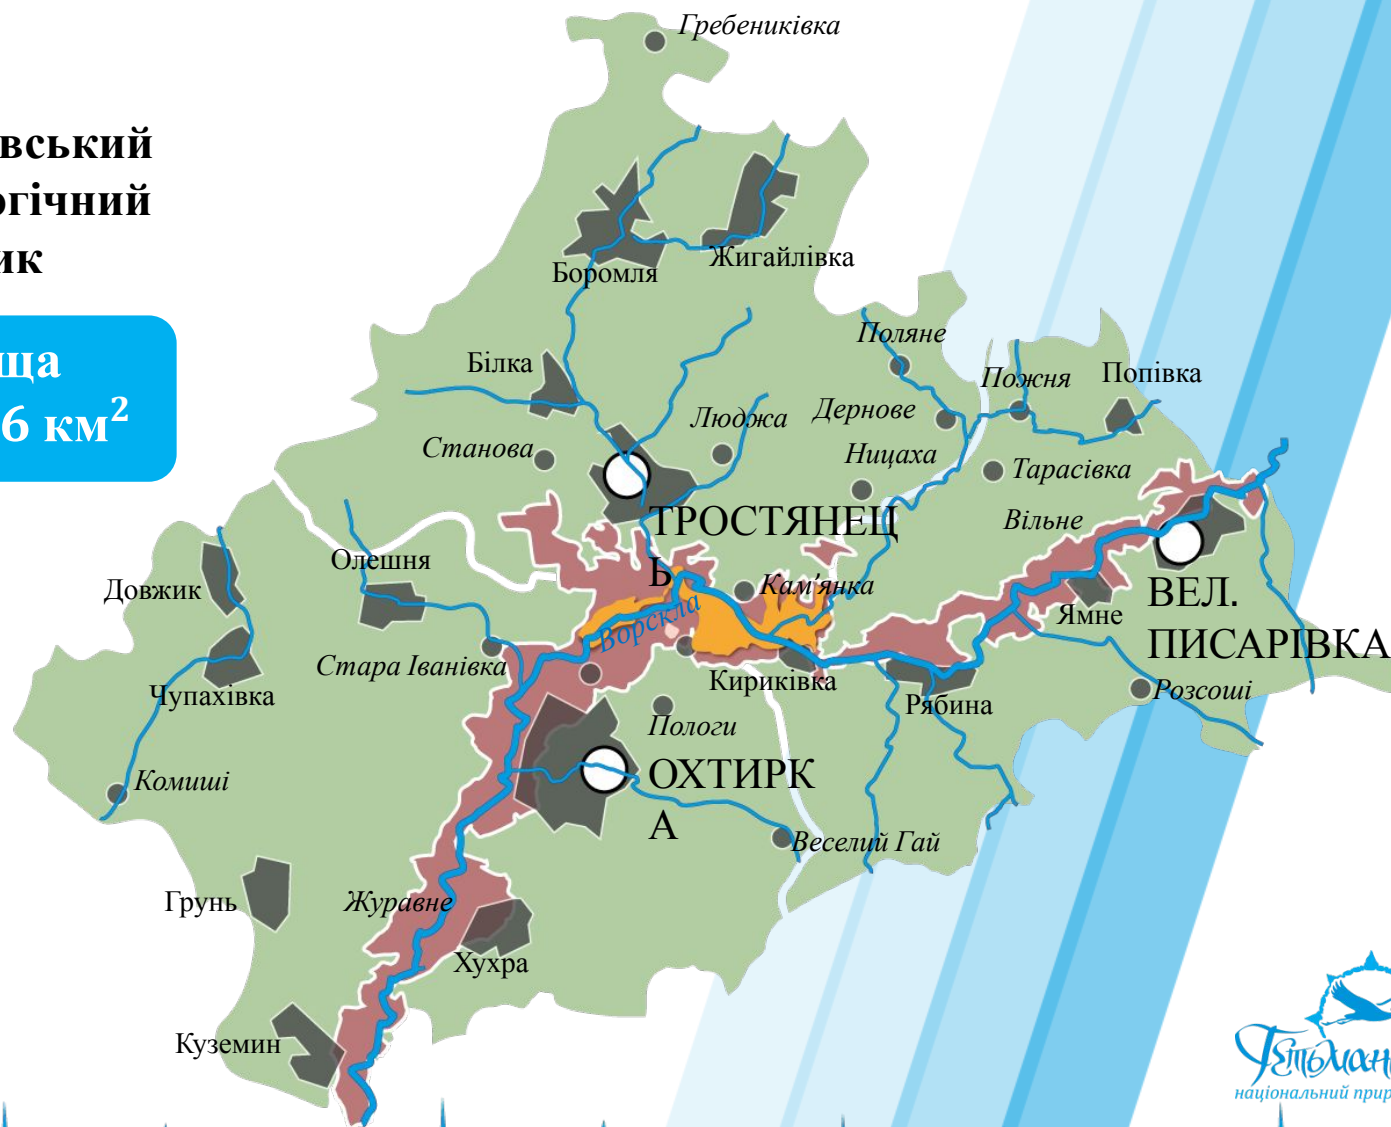 Гребениківка
вський
огічний
ик
ща
6 км²
Боромля
Жигайлівка
Білка
Поляне
Пожня
Попівка
Станова
Люджа
Дернове
Ницаха
Тарасівка
Вільне
ТРОСТЯНЕЦ
Ь
Олешня
Довжик
Кам'янка
Ворскла
Ямне
ВЕЛ.
ПИСАРІВКА
Стара Іванівка
Чупахівка
Кириківка
Рябина
Розсоші
Пологи
ОХТИРК
А
Комиші
Веселий Гай
Грунь
Журавне
Хухра
Куземин
Гетьман
національний прир